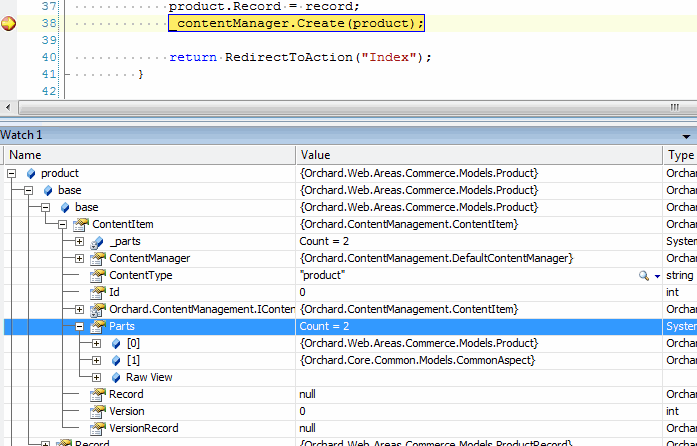 37 product.Record = record;
38 _contentManager.Create(product);
39
40 return RedirectToAction("Index");
41 }
42
Watch 1
Name Value Type
product {Orchard.Web.Areas.Commerce.Models.Product} Orchar
base {Orchard.Web.Areas.Commerce.Models.Product} Orchar
base {Orchard.Web.Areas.Commerce.Models.Product} Orchar
ContentItem {Orchard.ContentManagement.ContentItem} Orchar
_parts Count = 2 System
ContentManager {Orchard.ContentManagement.DefaultContentManager} Orchar
ContentType "product" string
Id 0 int
Orchard.ContentManagement.IConten {Orchard.ContentManagement.ContentItem} Orchar
Parts Count = 2 System
[0] {Orchard.Web.Areas.Commerce.Models.Product} Orchar
[1] {Orchard.Core.Common.Models.CommonAspect} Orchar
Raw View
Record null Orchar
Version 0 int
VersionRecord null Orchar
Record {Orchard.Web.Areas.Commerce.Models.ProductRecord} Orchar